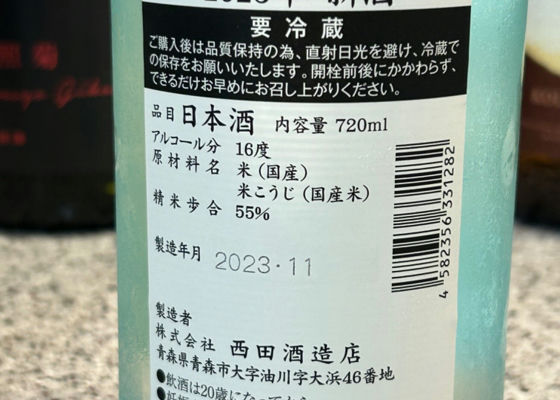 要冷蔵
ご購入後は品質保持の為、直射日光を避け、冷蔵で
の保存をお願いいたします。開栓前後にかかわらず、
できるだけお早めにお召し上がりください。
品目 日本酒 内容量 720ml
アルコール分 16度
原材料名 米(国産)
米こうじ(国産米)
精米歩合 55%
製造年月 2023・11
製造者
株式会社 西田酒造店
青森県青森市大字油川字大浜46番地
●飲酒は20歳になってから
4 582356 331282